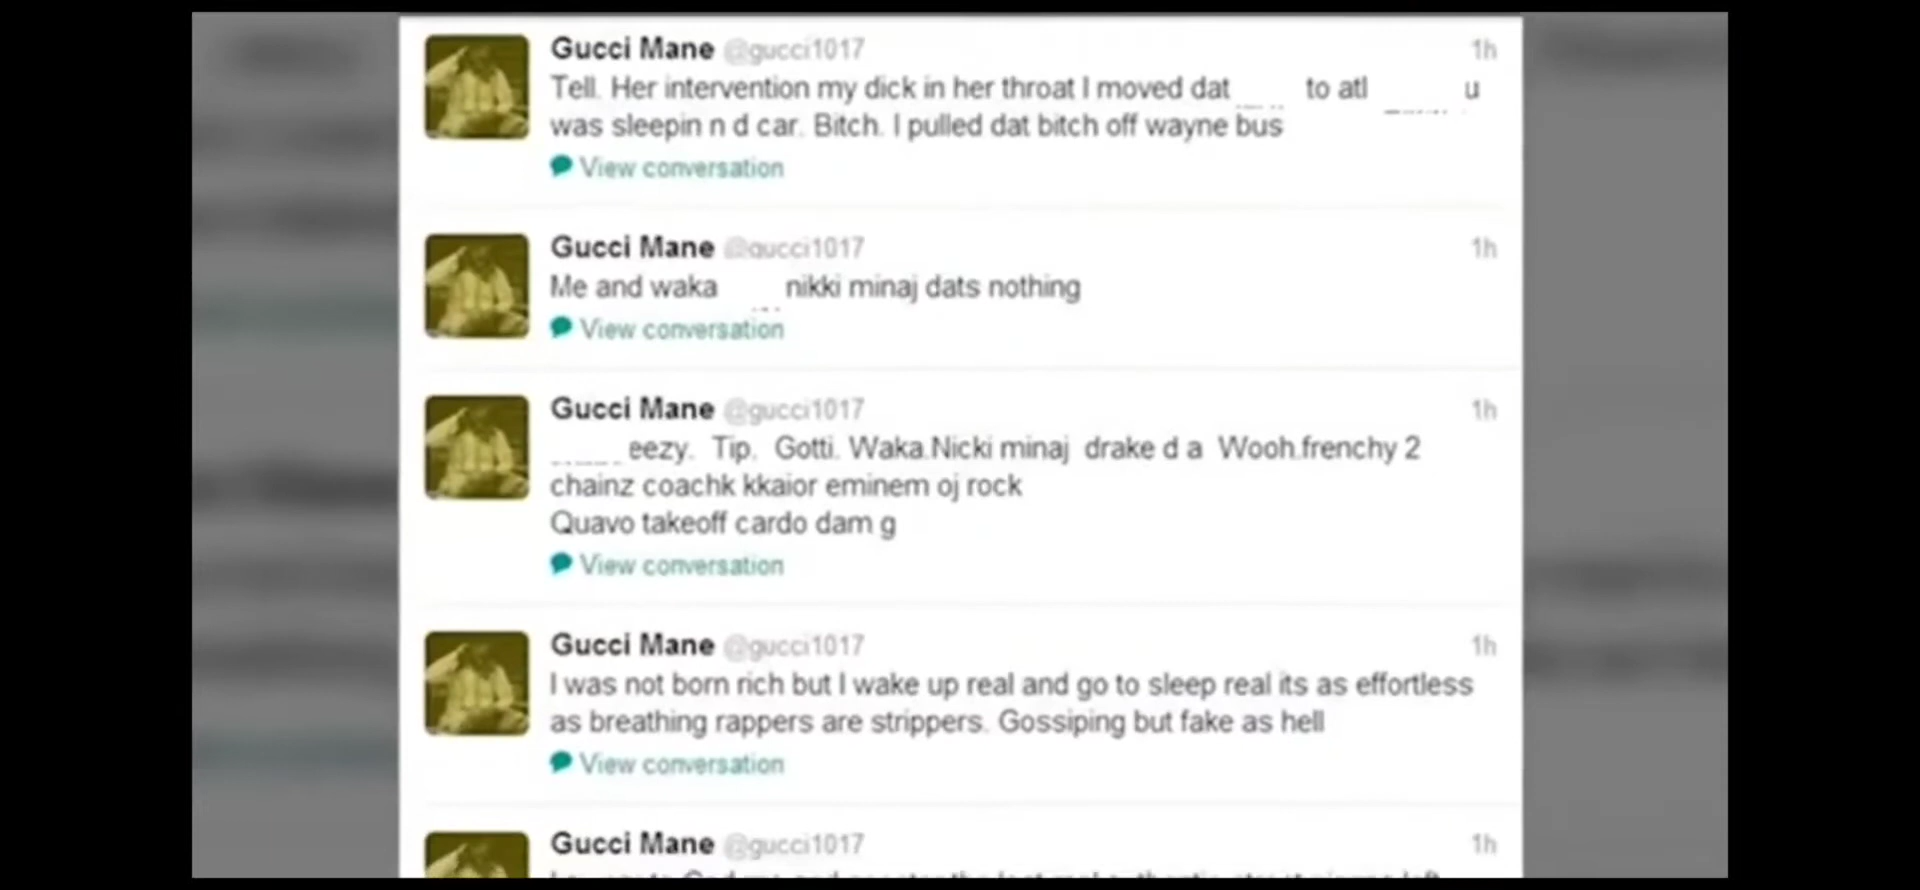 Gucci Mane @gucci1017 1h
Tell. Her intervention my dick in her throat I moved dat to atl u
was sleepin n d car. Bitch. I pulled dat bitch off wayne bus
View conversation
Gucci Mane @gucci1017 1h
Me and waka nikki minaj dats nothing
View conversation
Gucci Mane @gucci1017 1h
eezy. Tip. Gotti. Waka.Nicki minaj drake d a Wooh.frenchy 2
chainz coachk kkaior eminem oj rock
Quavo takeoff cardo dam g
View conversation
Gucci Mane @gucci1017 1h
I was not born rich but I wake up real and go to sleep real its as effortless
as breathing rappers are strippers. Gossiping but fake as hell
View conversation
Gucci Mane @gucci1017 1h